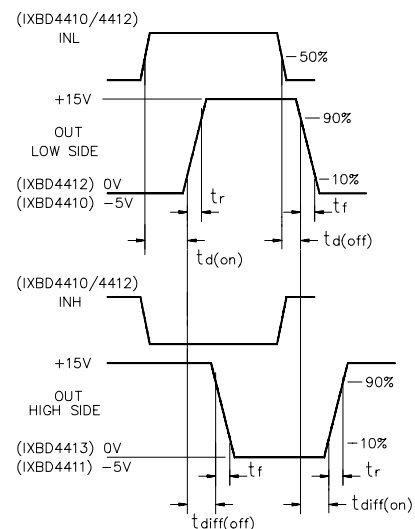 (IXBD4410/4412)
INL
50%
+15V
90%
OUT
LOW SIDE
10%
(IXBD4412) 0V
(IXBD4410) -5V
tr
tf
td(on)
td(off)
(IXBD4410/4412)
INH
+15V
90%
OUT
HIGH SIDE
10%
(IXBD4413) 0V
(IXBD4411) -5V
tf
tr
tdiff(off)
tdiff(on)